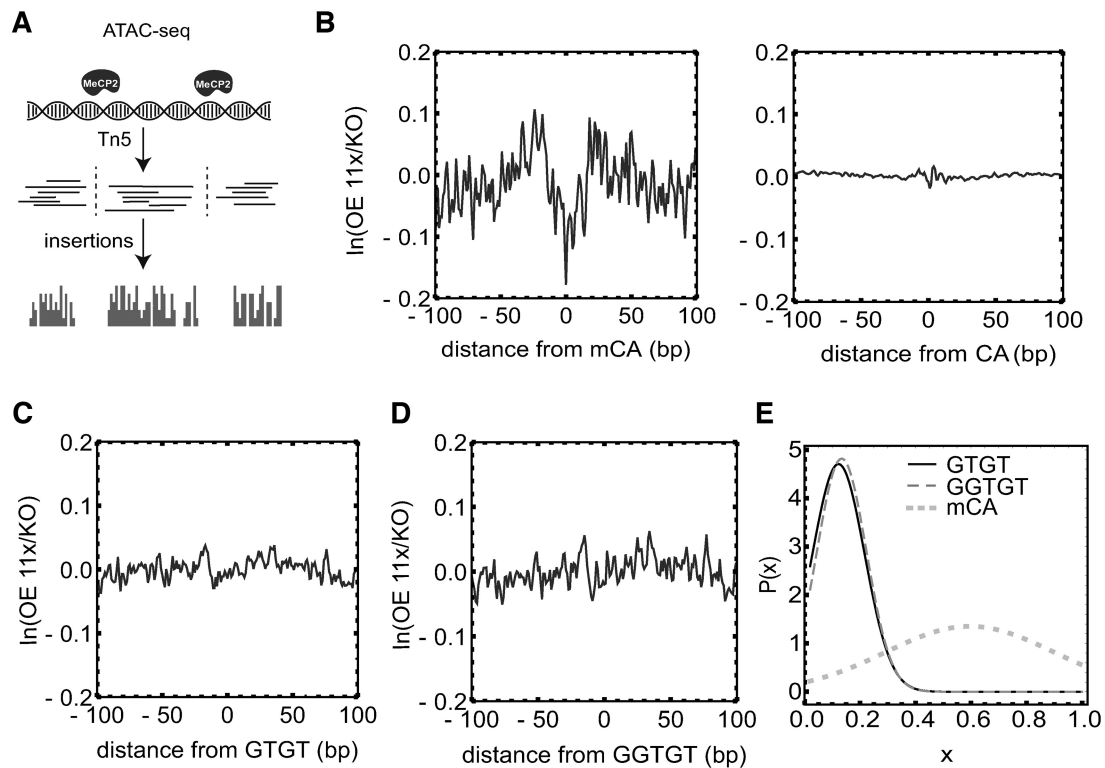 A
ATAC-seq
MeCP2 MeCP2
Tn5
insertions
B
ln(OE 11x/KO)
0.2
0.1
0.0
- 0.1
- 0.2
- 100 - 50 0 50 100
distance from mCA (bp)
0.2
0.1
0.0
- 0.1
- 0.2
- 100 - 50 0 50 100
distance from CA (bp)
C
ln(OE 11x/KO)
0.2
0.1
0.0
- 0.1
- 0.2
- 100 - 50 0 50 100
distance from GTGT (bp)
D
ln(OE 11x/KO)
0.2
0.1
0.0
- 0.1
- 0.2
- 100 - 50 0 50 100
distance from GGTGT (bp)
E
P(x)
5
4
3
2
1
0
GTGT
GGTGT
mCA
0.0 0.2 0.4 0.6 0.8 1.0
x